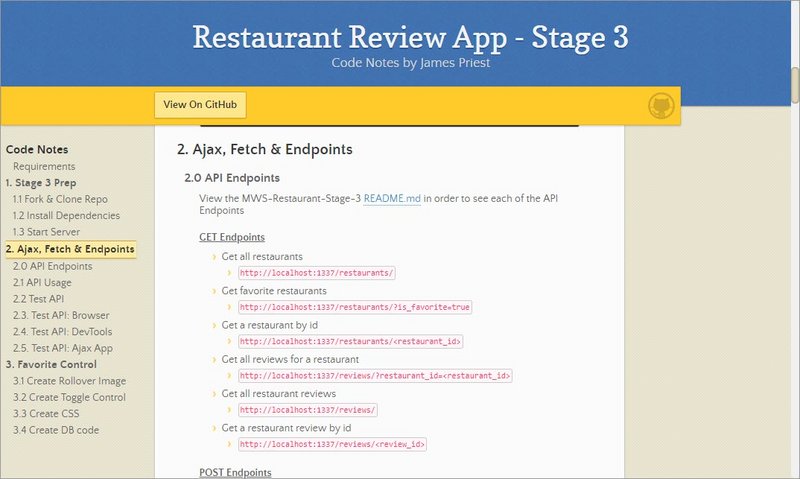 Restaurant Review App - Stage 3
Code Notes by James Priest
View On GitHub
Code Notes
Requirements
1. Stage 3 Prep
1.1 Fork & Clone Repo
1.2 Install Dependencies
1.3 Start Server
2. Ajax, Fetch & Endpoints
2.0 API Endpoints
2.1 API Usage
2.2 Test API
2.3. Test API: Browser
2.4. Test API: DevTools
2.5. Test API: Ajax App
3. Favorite Control
3.1 Create Rollover Image
3.2 Create Toggle Control
3.3 Create CSS
3.4 Create DB code
2. Ajax, Fetch & Endpoints
2.0 API Endpoints
View the MWS-Restaurant-Stage-3 README.md in order to see each of the API
Endpoints
GET Endpoints
Get all restaurants
http://localhost:1337/restaurants/
Get favorite restaurants
http://localhost:1337/restaurants/?is_favorite=true
Get a restaurant by id
http://localhost:1337/restaurants/<restaurant_id>
Get all reviews for a restaurant
http://localhost:1337/reviews/?restaurant_id=<restaurant_id>
Get all restaurant reviews
http://localhost:1337/reviews/
Get a restaurant review by id
http://localhost:1337/reviews/<review_id>
POST Endpoints